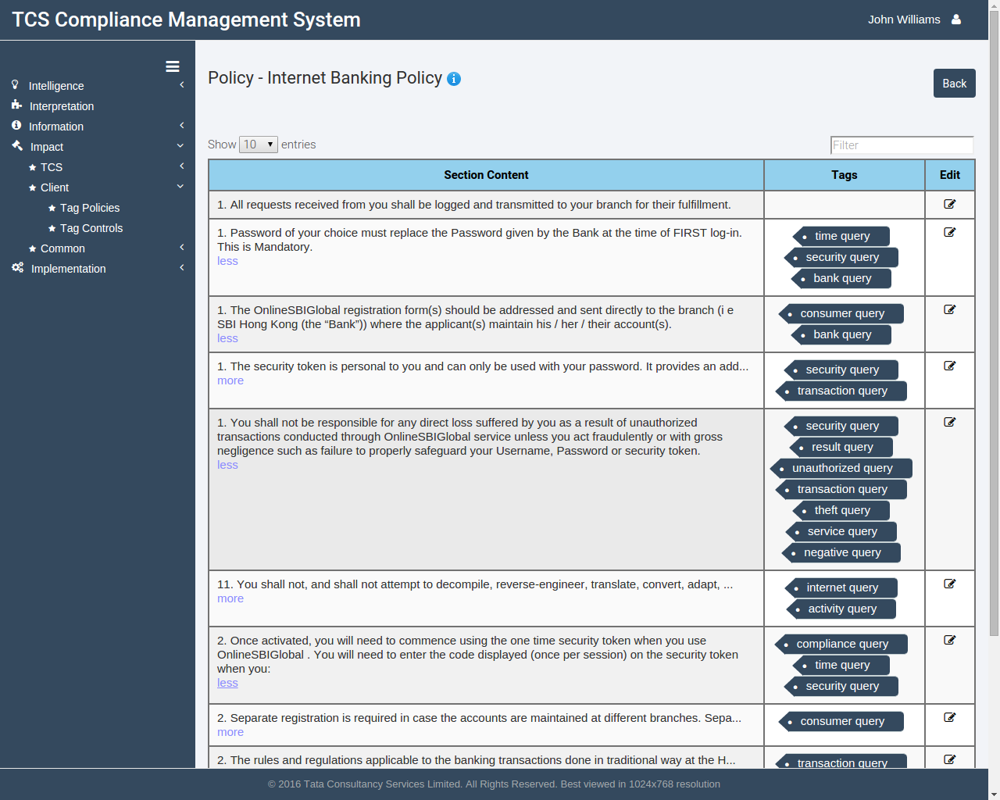 TCS Compliance Management System
John Williams
Intelligence
Interpretation
Information
Impact
TCS
Client
Tag Policies
Tag Controls
Common
Implementation
Policy - Internet Banking Policy
Back
Show 10 entries
Filter
Section Content Tags Edit
1. All requests received from you shall be logged and transmitted to your branch for their fulfillment.
1. Password of your choice must replace the Password given by the Bank at the time of FIRST log-in.
This is Mandatory.
less
time query
security query
bank query
1. The OnlineSBIGlobal registration form(s) should be addressed and sent directly to the branch (i e
SBI Hong Kong (the “Bank”)) where the applicant(s) maintain his / her / their account(s).
less
consumer query
bank query
1. The security token is personal to you and can only be used with your password. It provides an add...
more
security query
transaction query
1. You shall not be responsible for any direct loss suffered by you as a result of unauthorized
transactions conducted through OnlineSBIGlobal service unless you act fraudulently or with gross
negligence such as failure to properly safeguard your Username, Password or security token.
less
security query
result query
unauthorized query
transaction query
theft query
service query
negative query
11. You shall not, and shall not attempt to decompile, reverse-engineer, translate, convert, adapt, ...
more
internet query
activity query
2. Once activated, you will need to commence using the one time security token when you use
OnlineSBIGlobal . You will need to enter the code displayed (once per session) on the security token
when you:
less
compliance query
time query
security query
2. Separate registration is required in case the accounts are maintained at different branches. Sepa...
more
consumer query
2. The rules and regulations applicable to the banking transactions done in traditional way at the H...
transaction query
© 2016 Tata Consultancy Services Limited. All Rights Reserved. Best viewed in 1024x768 resolution